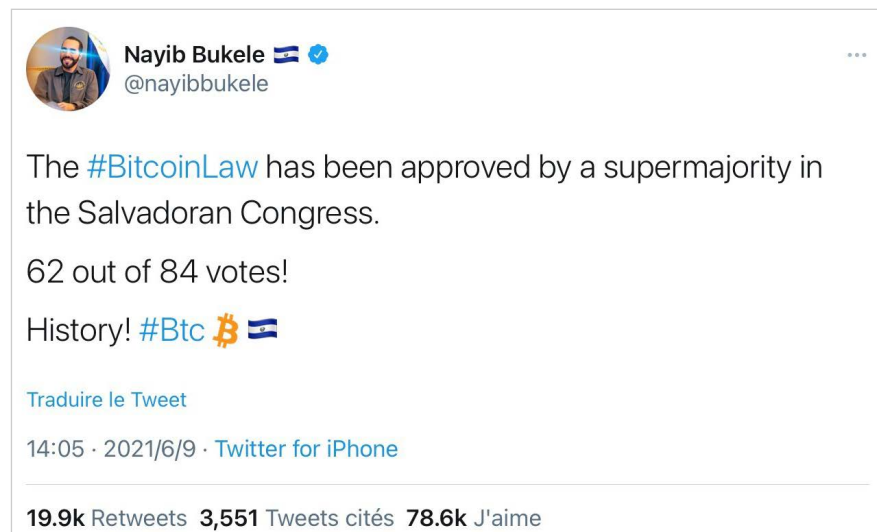 Nayib Bukele 🇸🇻
@nayibbukele
The #BitcoinLaw has been approved by a supermajority in
the Salvadoran Congress.
62 out of 84 votes!
History! #Btc 🇸🇻
Traduire le Tweet
14:05 · 2021/6/9 · Twitter for iPhone
19.9k Retweets 3,551 Tweets cités 78.6k J'aime